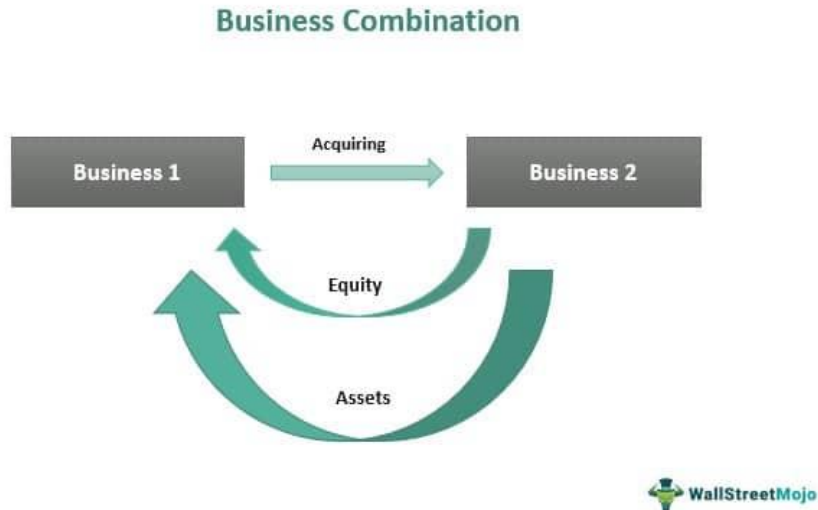 Business Combination
Acquiring
Business 1
Business 2
Equity
Assets
WallStreetMojo